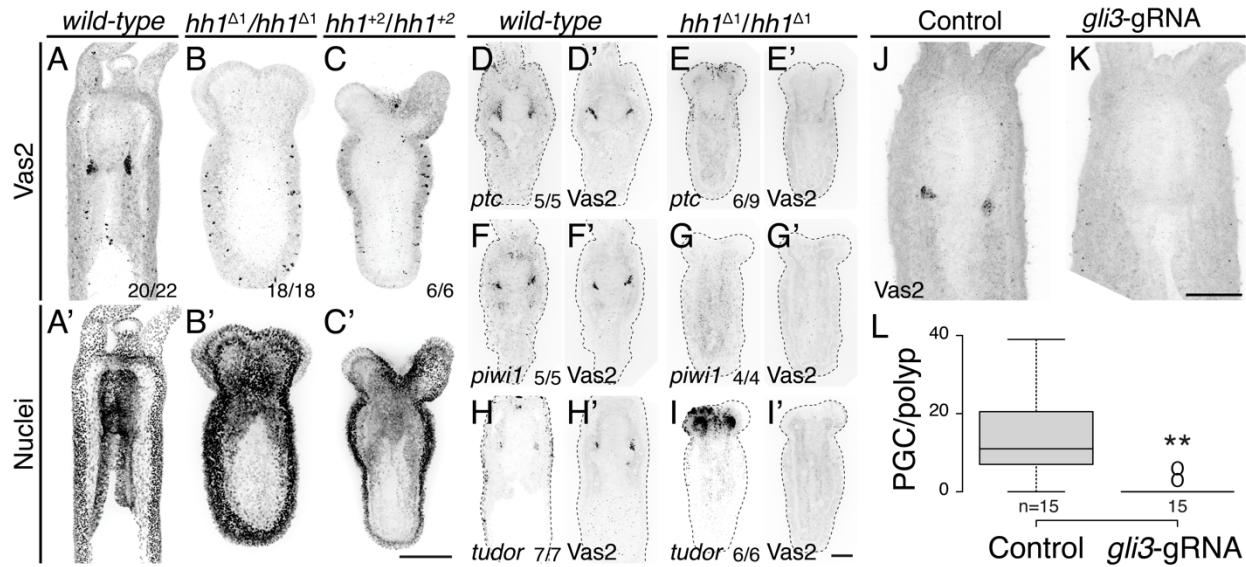 wild-type hh1Δ1/hh1Δ1 hh1+2/hh1+2 wild-type hh1Δ1/hh1Δ1 Control gli3-gRNA
Vas2
A B C
20/22 18/18 6/6
Nuclei
A' B' C'
D D' E E'
ptc 5/5 Vas2 ptc 6/9 Vas2
F F' G G'
piwi1 5/5 Vas2 piwi1 4/4 Vas2
H H' I I'
tudor 7/7 Vas2 tudor 6/6 Vas2
J K
Vas2
L
PGC/polyp
40
20
0
**
n=15 15
Control gli3-gRNA